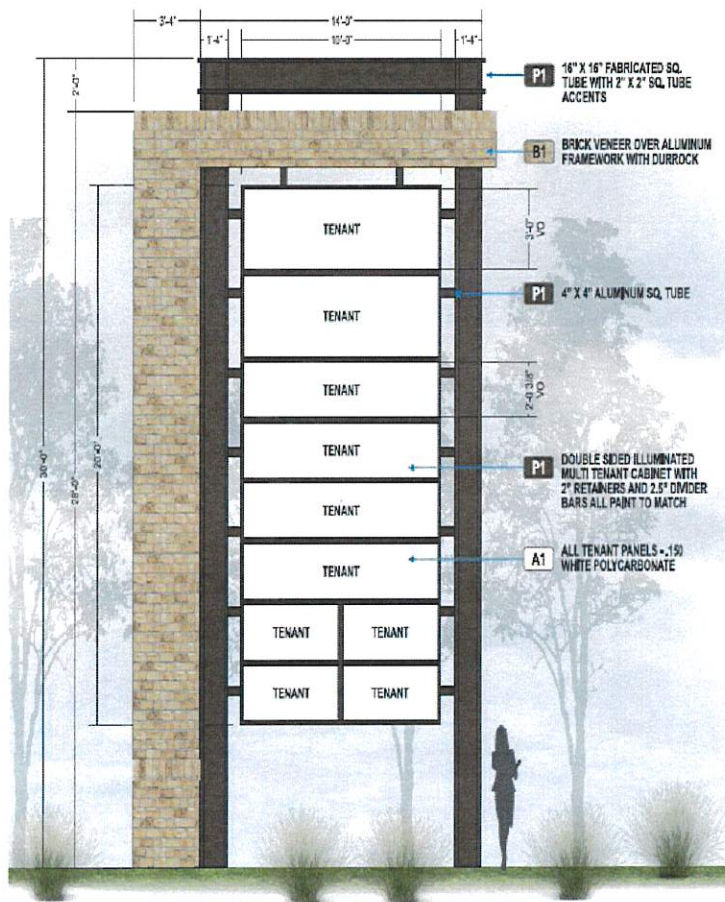 3'-4"
14'-0"
1'-4"
10'-0"
1'-4"
2'-0"
P1
16" X 16" FABRICATED SQ.
TUBE WITH 2" X 2" SQ. TUBE
ACCENTS
B1
BRICK VENEER OVER ALUMINUM
FRAMEWORK WITH DURROCK
TENANT
3'-0"
VO
P1
4" X 4" ALUMINUM SQ. TUBE
TENANT
TENANT
2'-0 3/8"
VO
30'-0"
28'-0"
20'-0"
TENANT
P1
DOUBLE SIDED ILLUMINATED
MULTI TENANT CABINET WITH
2" RETAINERS AND 2.5" DIVIDER
BARS ALL PAINT TO MATCH
TENANT
TENANT
A1
ALL TENANT PANELS = .150
WHITE POLYCARBONATE
TENANT TENANT
TENANT TENANT